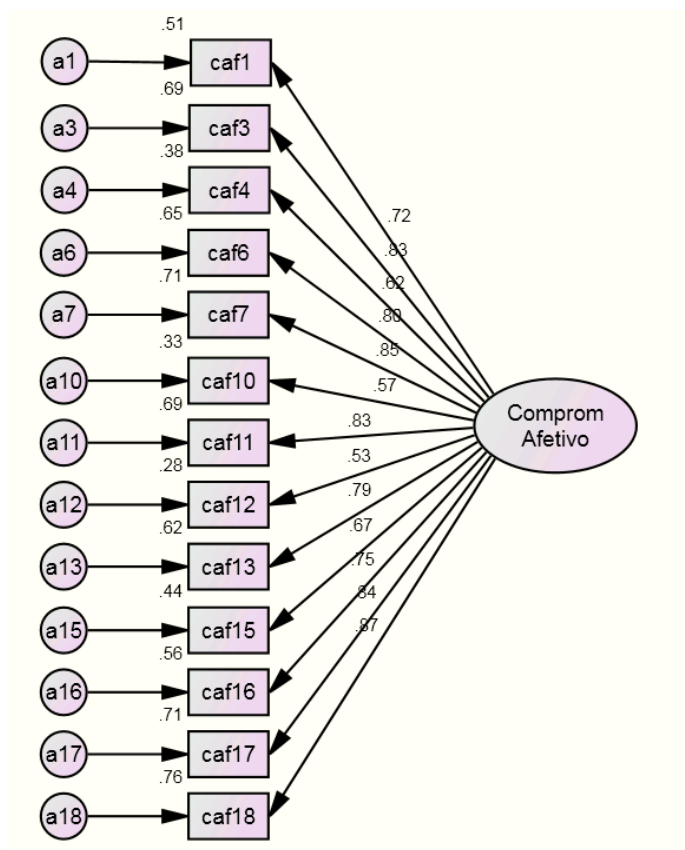 .51
a1
caf1
.69
a3
caf3
.38
a4
caf4
.65
a6
caf6
.71
a7
caf7
.33
a10
caf10
.69
a11
caf11
.28
a12
caf12
.62
a13
caf13
.44
a15
caf15
.56
a16
caf16
.71
a17
caf17
.76
a18
caf18
.72
.83
.62
.80
.85
.57
.83
.53
.79
.67
.75
.84
.87
Comprom
Afetivo